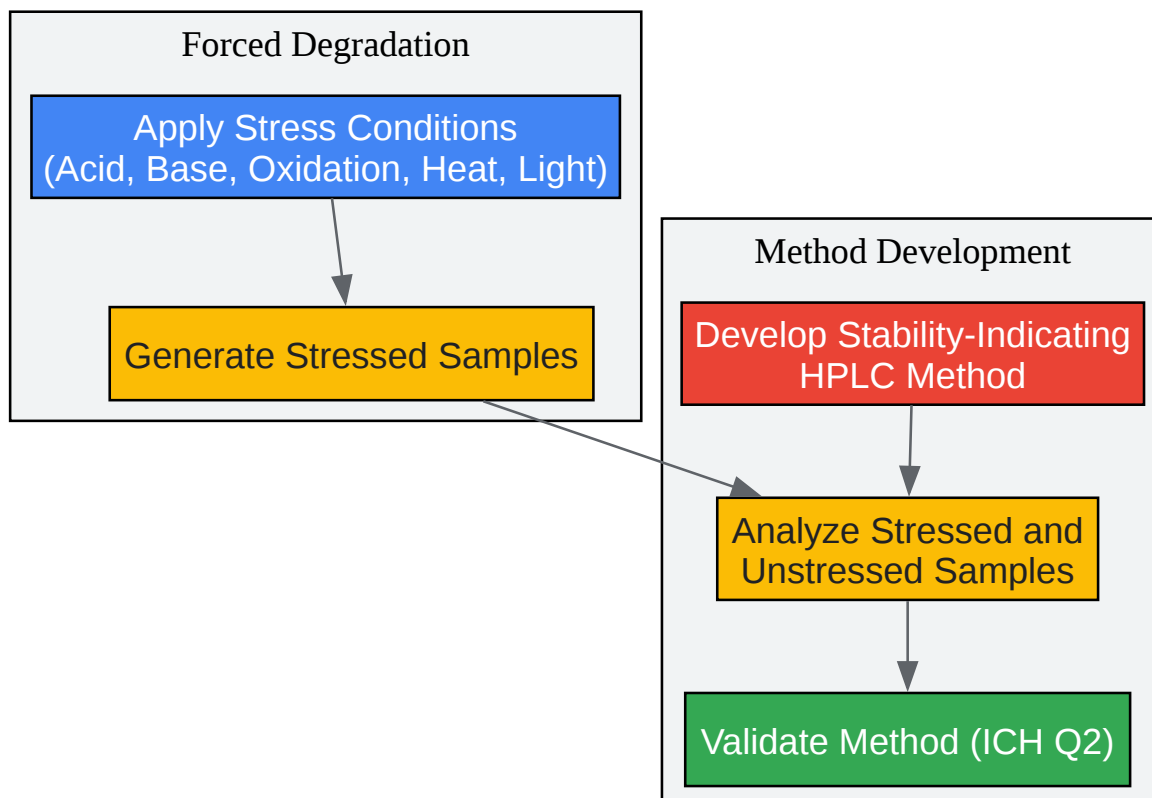 Forced Degradation
Apply Stress Conditions
(Acid, Base, Oxidation, Heat, Light)
Generate Stressed Samples
Method Development
Develop Stability-Indicating
HPLC Method
Analyze Stressed and
Unstressed Samples
Validate Method (ICH Q2)